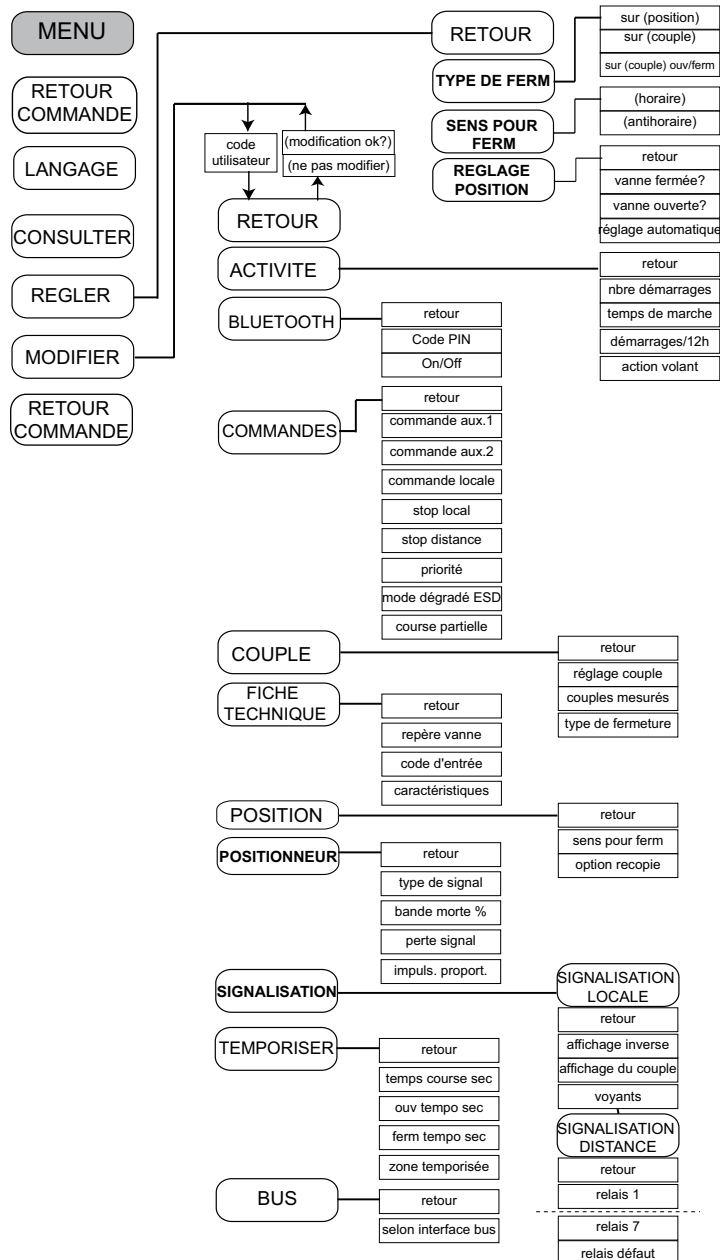 MENU
RETOUR
COMMANDE
LANGAGE
CONSULTER
REGLER
MODIFIER
RETOUR
COMMANDE
RETOUR
TYPE DE FERM
sur (position)
sur (couple)
sur (couple) ouv/ferm
SENS POUR
FERM
(horaire)
(antihoraire)
REGLAGE
POSITION
retour
vanne fermée?
vanne ouverte?
réglage automatique
code
utilisateur
(modification ok?)
(ne pas modifier)
RETOUR
ACTIVITE
retour
nbre démarrages
temps de marche
démarrages/12h
action volant
BLUETOOTH
retour
Code PIN
On/Off
COMMANDES
retour
commande aux.1
commande aux.2
commande locale
stop local
stop distance
priorité
mode dégradé ESD
course partielle
COUPLE
retour
réglage couple
couples mesurés
type de fermeture
FICHE
TECHNIQUE
retour
repère vanne
code d'entrée
caractéristiques
POSITION
retour
sens pour ferm
option recopie
POSITIONNEUR
retour
type de signal
bande morte %
perte signal
impuls. proport.
SIGNALISATION
SIGNALISATION
LOCALE
retour
affichage inverse
affichage du couple
voyants
SIGNALISATION
DISTANCE
retour
relais 1
relais 7
relais défaut
TEMPORISER
retour
temps course sec
ouv tempo sec
ferm tempo sec
zone temporisée
BUS
retour
selon interface bus